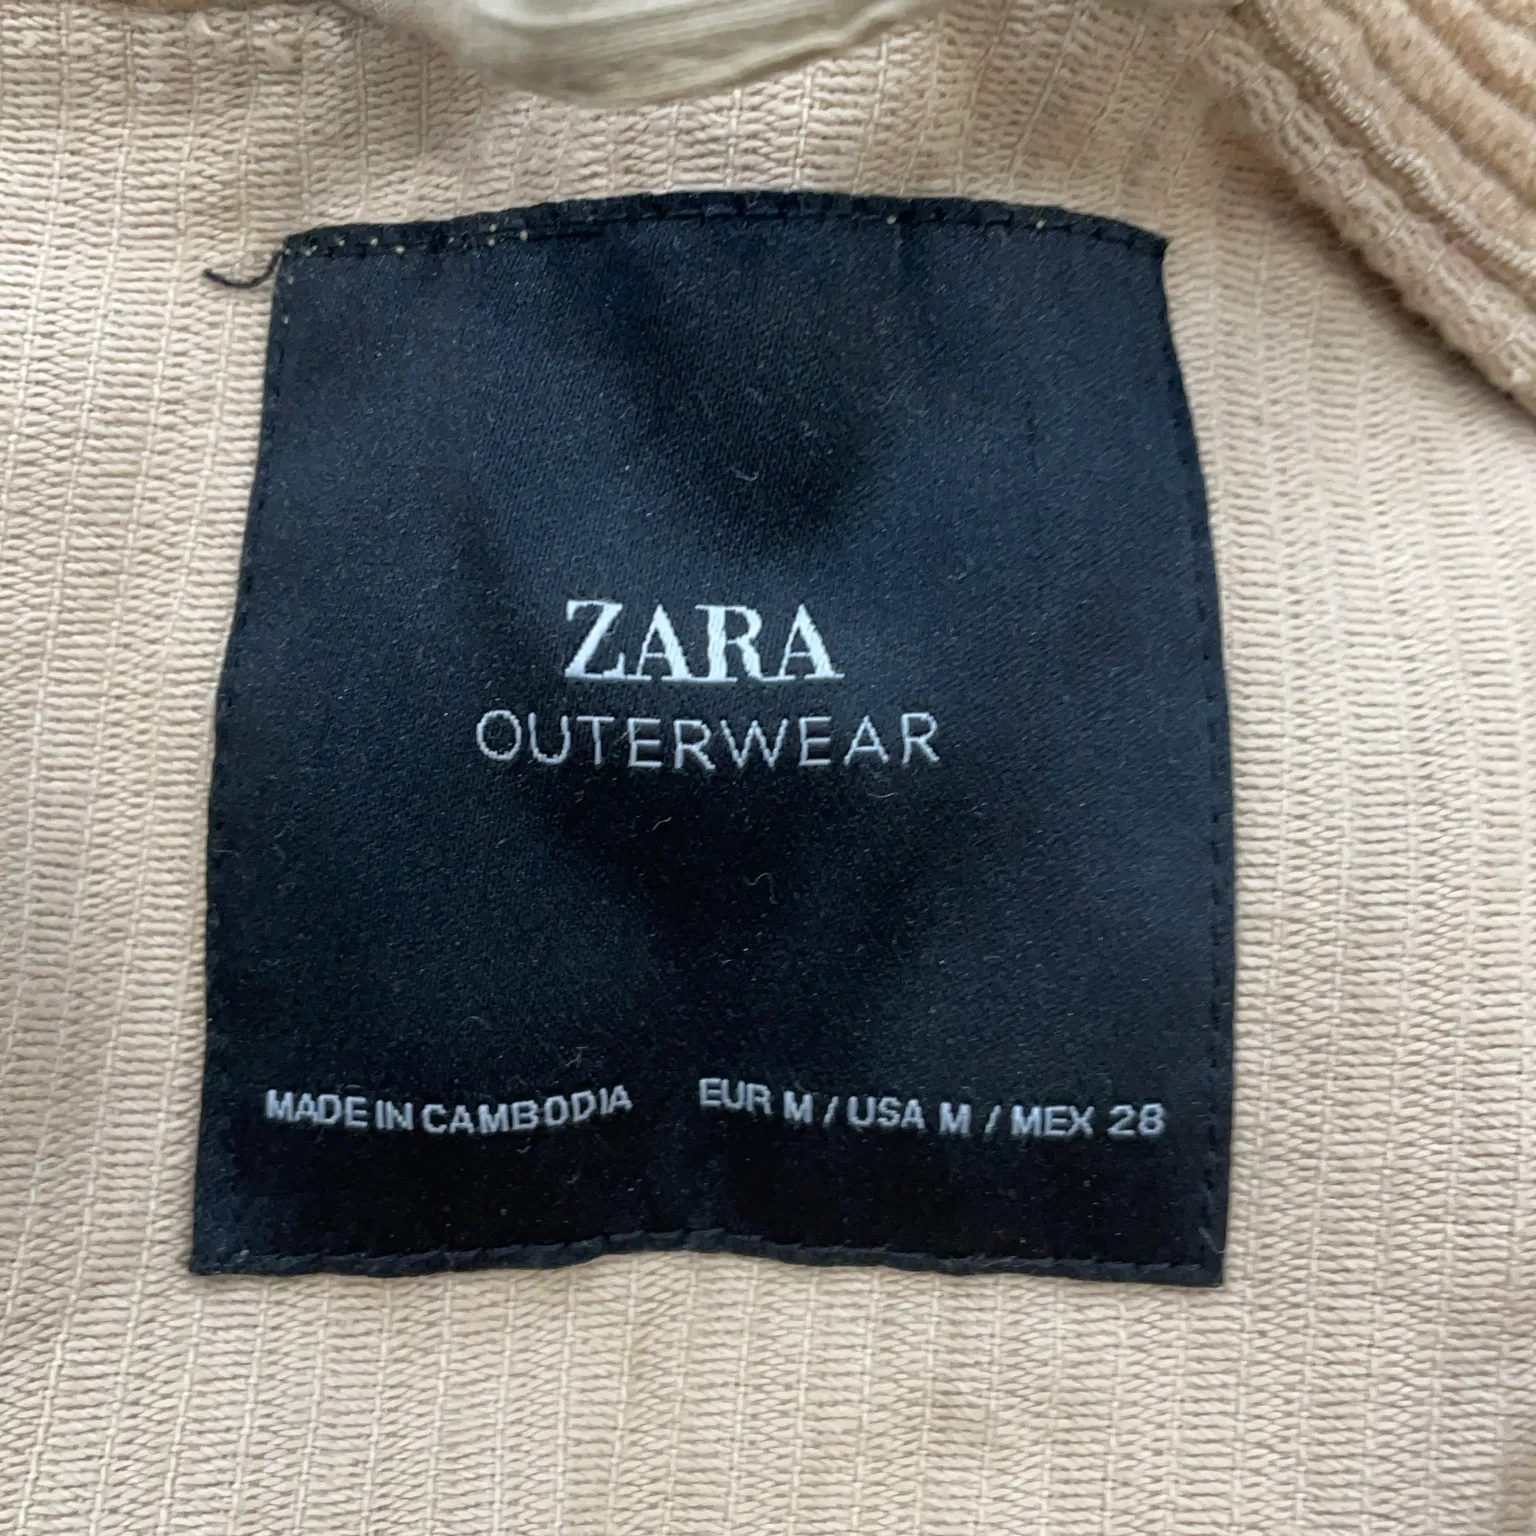 ZARA
OUTERWEAR
MADE IN CAMBODIA EUR M / USA M / MEX 28